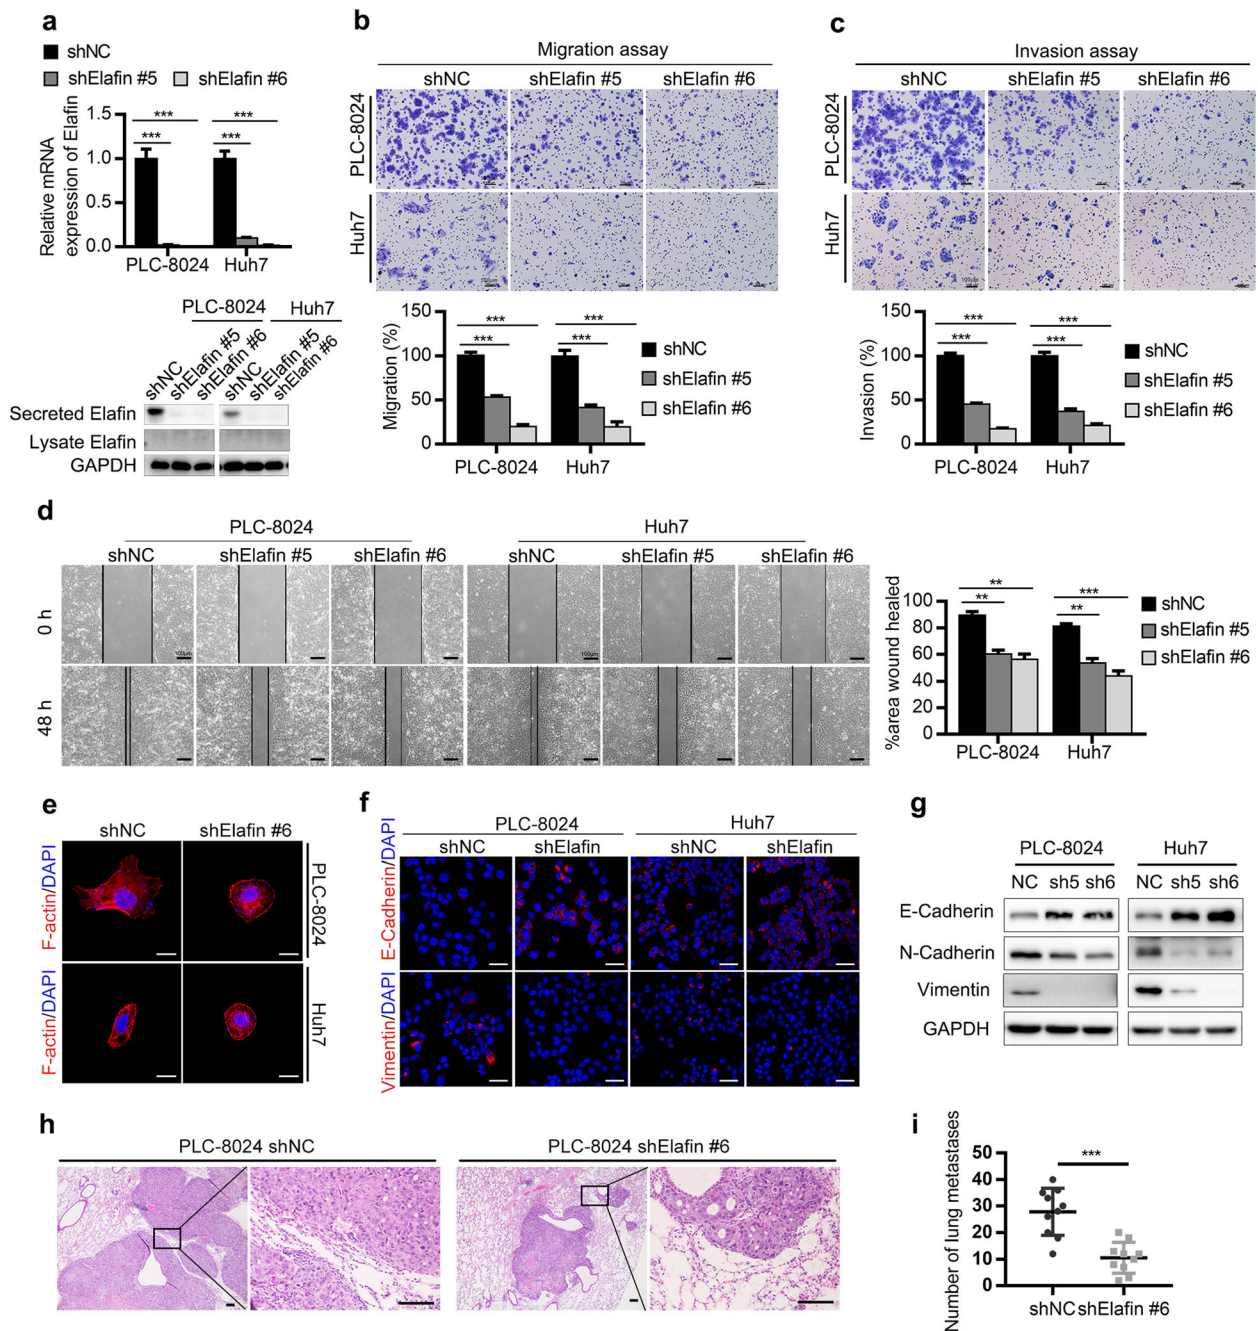 a
shNC
shElafin #5 shElafin #6
Relative mRNA
expression of Elafin
1.5
1.0
0.5
0.0
*** ***
*** ***
PLC-8024 Huh7
PLC-8024 Huh7
shNC shElafin #5 shElafin #6 shNC shElafin #5 shElafin #6
Secreted Elafin
Lysate Elafin
GAPDH
b
Migration assay
shNC shElafin #5 shElafin #6
PLC-8024
Huh7
Migration (%)
150
100
50
0
*** ***
*** ***
PLC-8024 Huh7
shNC
shElafin #5
shElafin #6
c
Invasion assay
shNC shElafin #5 shElafin #6
PLC-8024
Huh7
Invasion (%)
150
100
50
0
*** ***
*** ***
PLC-8024 Huh7
shNC
shElafin #5
shElafin #6
d
PLC-8024 Huh7
shNC shElafin #5 shElafin #6 shNC shElafin #5 shElafin #6
0 h
100μm
48 h
%area wound healed
100
80
60
40
20
0
** ***
** **
PLC-8024 Huh7
shNC
shElafin #5
shElafin #6
e
shNC shElafin #6
F-actin/DAPI PLC-8024
F-actin/DAPI Huh7
f
PLC-8024 Huh7
shNC shElafin shNC shElafin
E-Cadherin/DAPI
Vimentin/DAPI
g
PLC-8024 Huh7
NC sh5 sh6 NC sh5 sh6
E-Cadherin
N-Cadherin
Vimentin
GAPDH
h
PLC-8024 shNC PLC-8024 shElafin #6
i
Number of lung metastases
50
40
30
20
10
0
***
shNC shElafin #6